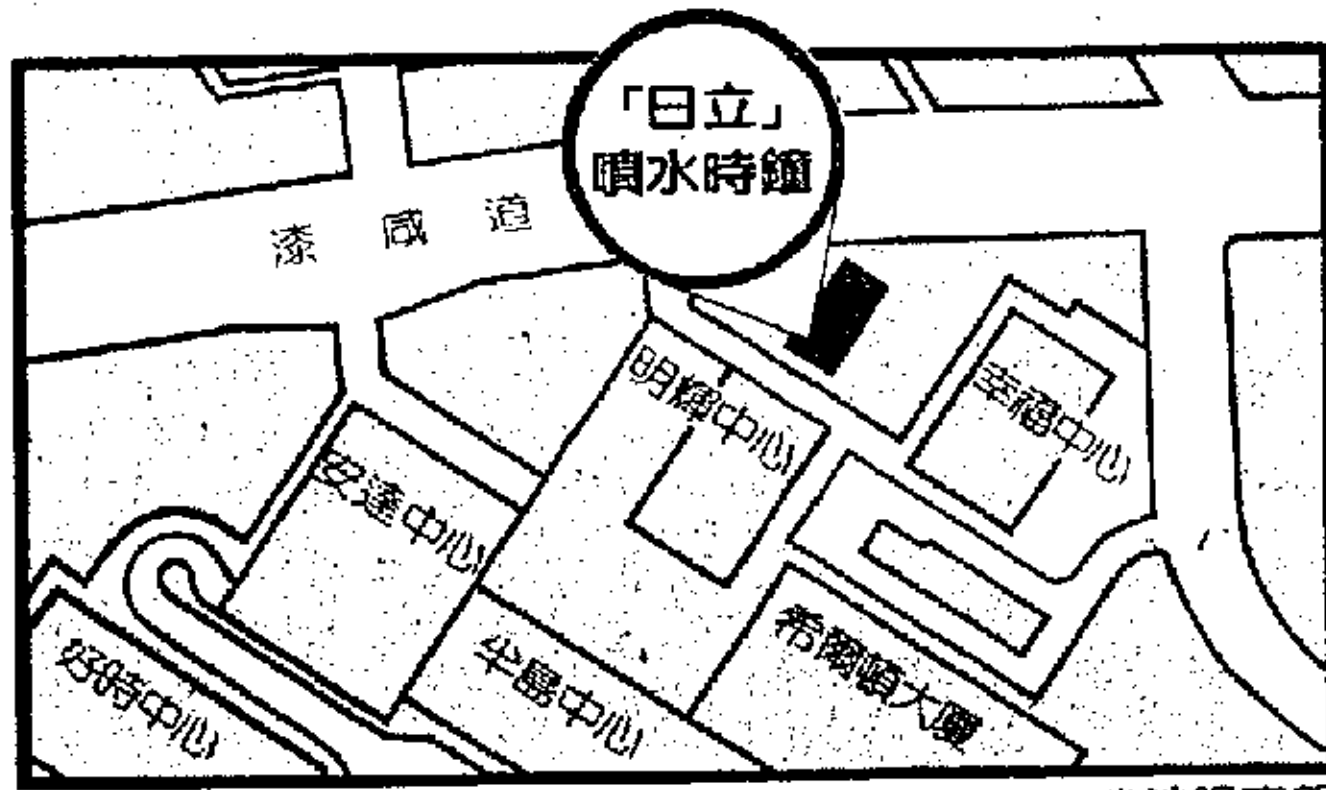 「日立」
噴水時鐘
漆咸道
明輝中心
幸福中心
安達中心
好時中心
半島中心
希爾頓大廈